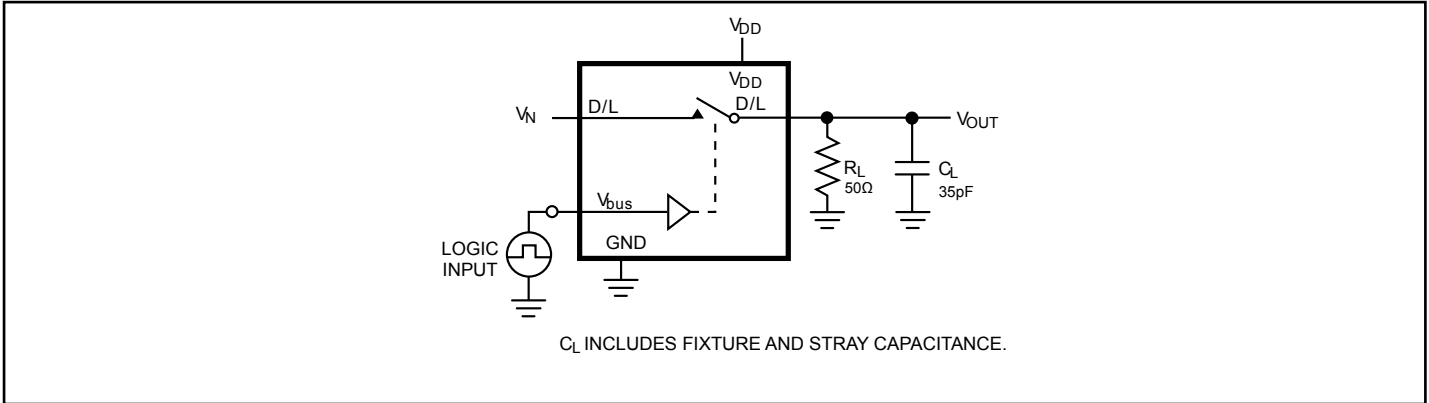 VDD
VDD
VN
D/L
D/L
VOUT
RL
50Ω
CL
35pF
Vbus
LOGIC
INPUT
GND
CL INCLUDES FIXTURE AND STRAY CAPACITANCE.